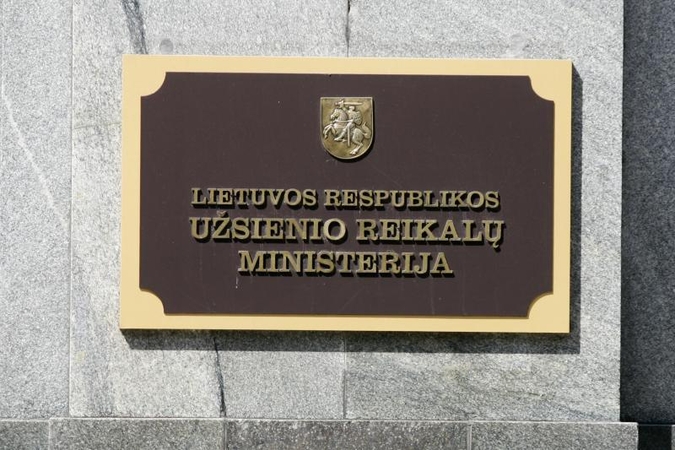 LIETUVOS RESPUBLIKOS
UŽSIENIO REIKALŲ
MINISTERIJA